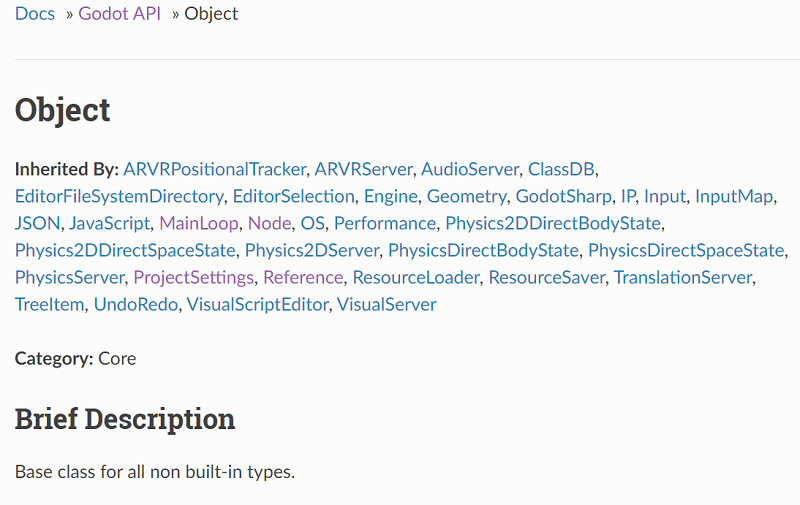 Docs » Godot API » Object
Object
Inherited By: ARVRPositionalTracker, ARVRServer, AudioServer, ClassDB,
EditorFileSystemDirectory, EditorSelection, Engine, Geometry, GodotSharp, IP, Input, InputMap,
JSON, JavaScript, MainLoop, Node, OS, Performance, Physics2DDirectBodyState,
Physics2DDirectSpaceState, Physics2DServer, PhysicsDirectBodyState, PhysicsDirectSpaceState,
PhysicsServer, ProjectSettings, Reference, ResourceLoader, ResourceSaver, TranslationServer,
TreeItem, UndoRedo, VisualScriptEditor, VisualServer
Category: Core
Brief Description
Base class for all non built-in types.